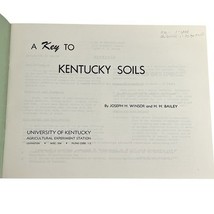 A Key TO
KENTUCKY SOILS
By JOSEPH H. WINSOR and H. H. BAILEY
UNIVERSITY OF KENTUCKY
AGRICULTURAL EXPERIMENT STATION